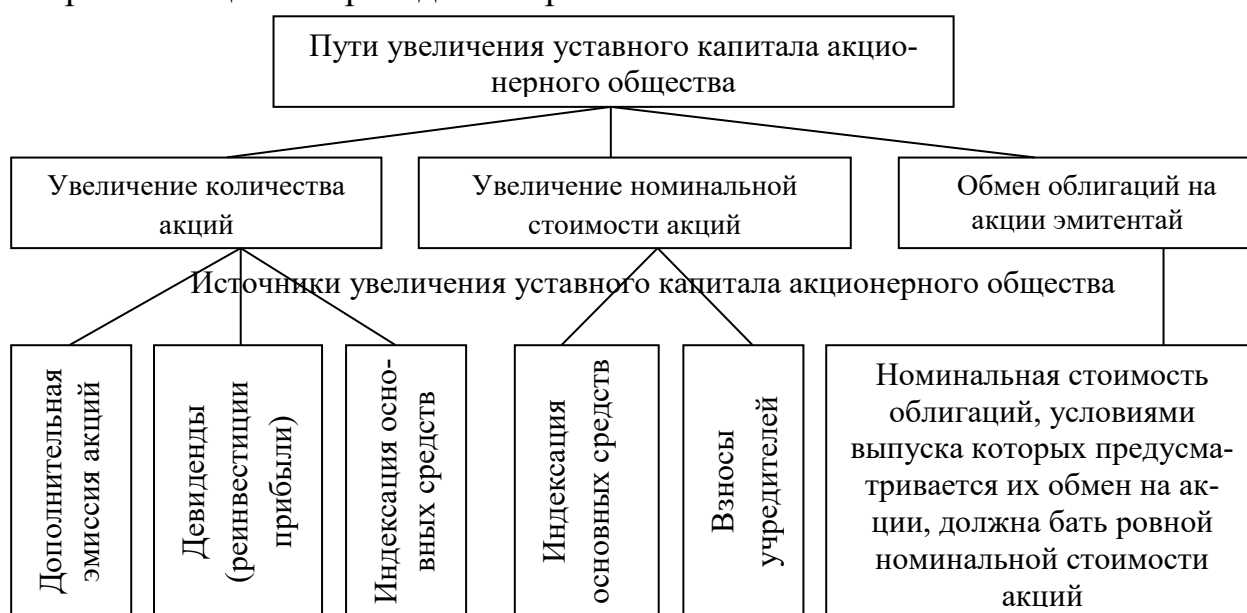 Пути увеличения уставного капитала акцио-
нерного общества
Увеличение количества
акций
Увеличение номинальной
стоимости акций
Обмен облигаций на
акции эмитентай
Источники увеличения уставного капитала акционерного общества
Дополнительная
эмиссия акций
Девиденды
(реинвестиции
прибыли)
Индексация осно-
вных средств
Индексация
основных средств
Взносы
учредителей
Номинальная стоимость
облигаций, условиями
выпуска которых предусма-
тривается их обмен на ак-
ции, должна бать ровной
номинальной стоимости
акций